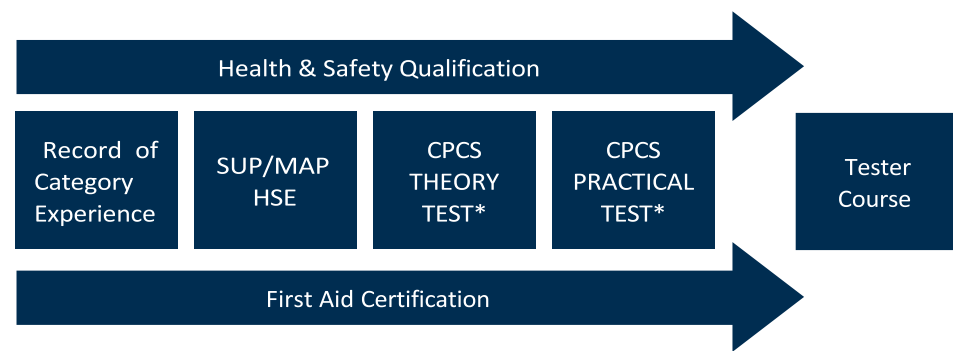 Health & Safety Qualification
Record of
Category
Experience
SUP/MAP
HSE
CPCS
THEORY
TEST*
CPCS
PRACTICAL
TEST*
Tester
Course
First Aid Certification